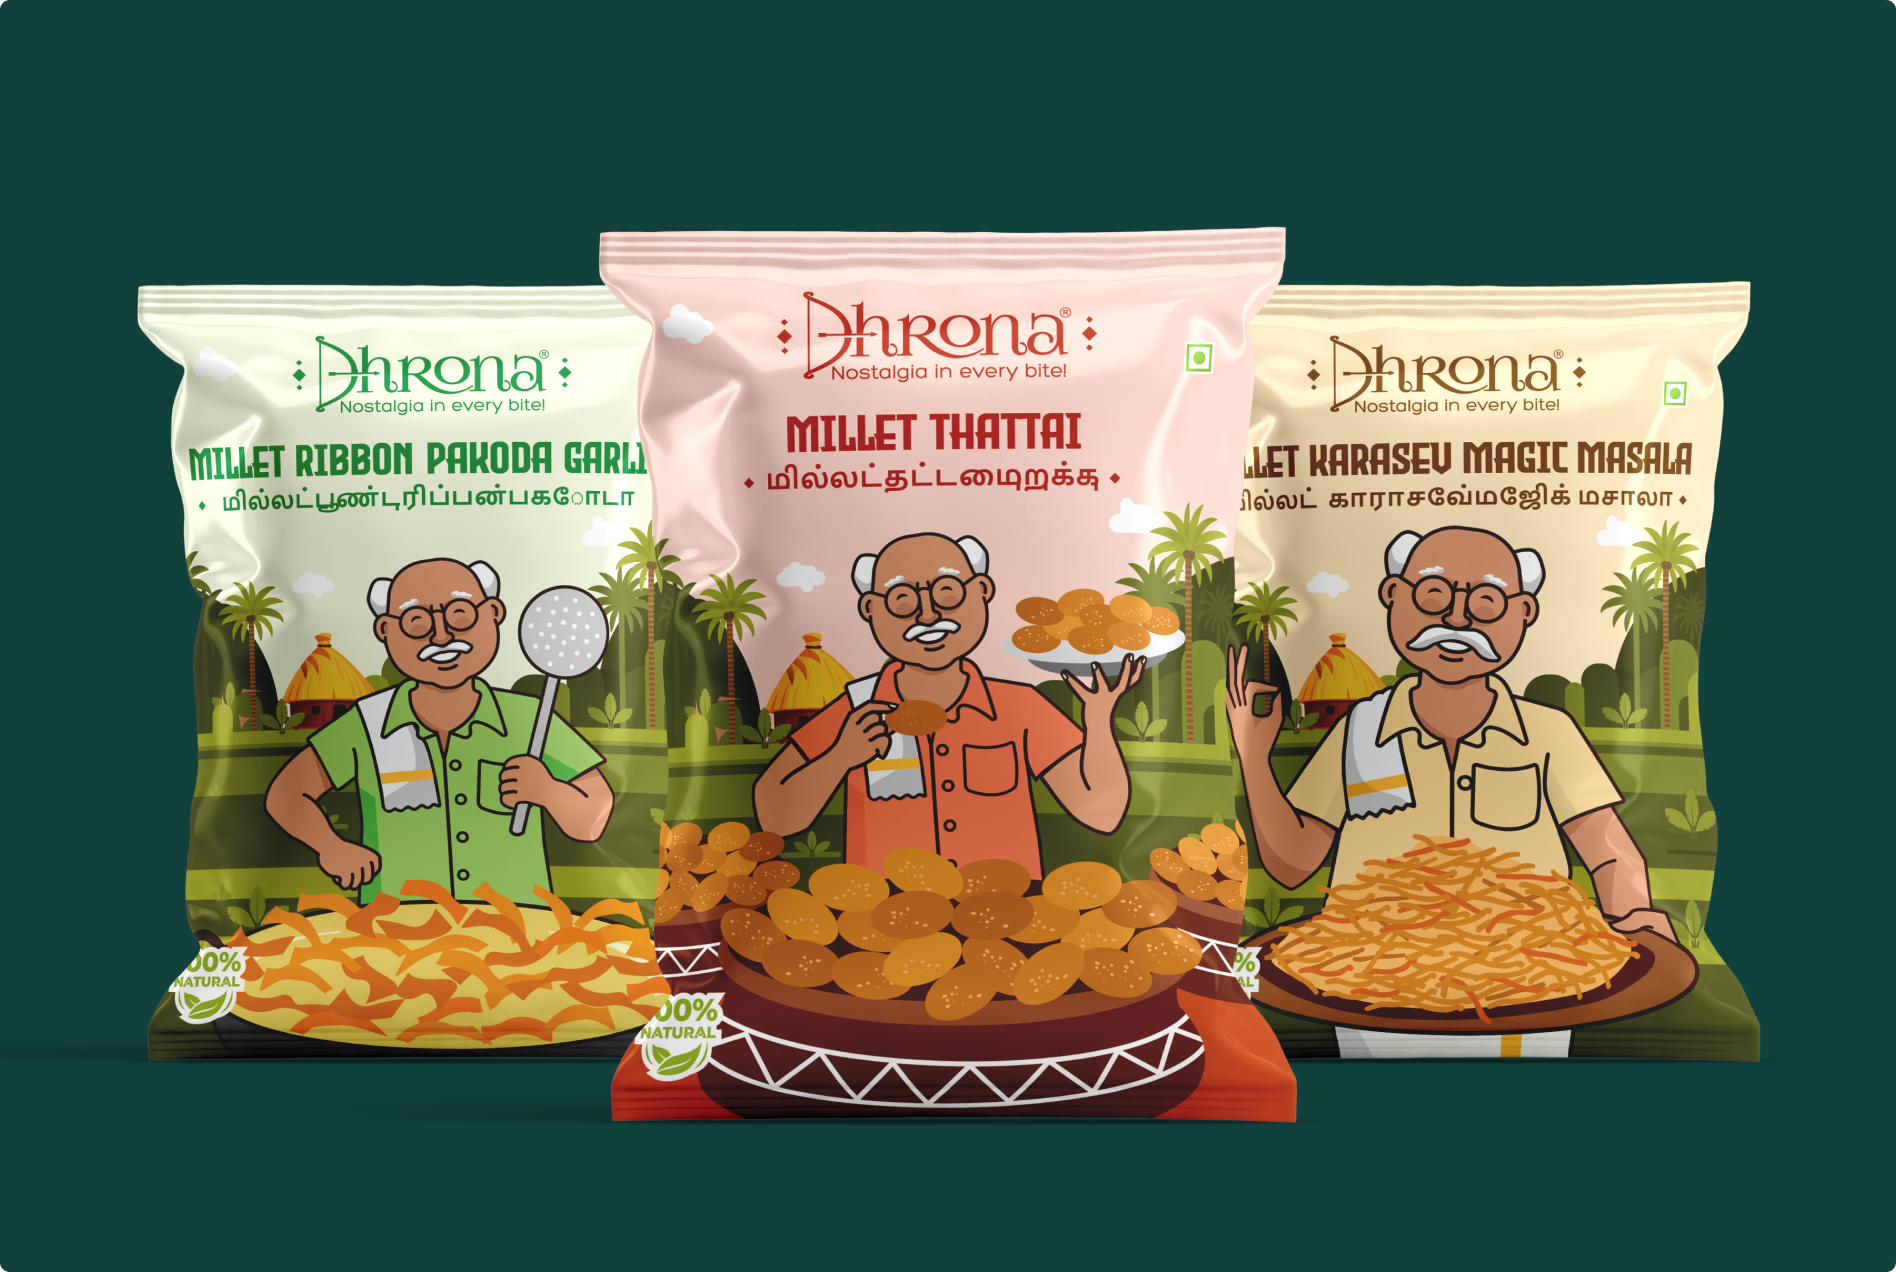 Dhrona®
Nostalgia in every bite!
MILLET RIBBON PAKODA GARLI
மில்லட்பூண்டுரிப்பன்பகோடா
NATURAL
Dhrona®
Nostalgia in every bite!
MILLET THATTAI
மில்லட்தட்டைமுறுக்கு
00%
NATURAL
Dhrona®
Nostalgia in every bite!
LLET KARASEV MAGIC MASALA
மில்லட் காராசேவ்மேஜிக் மசாலா